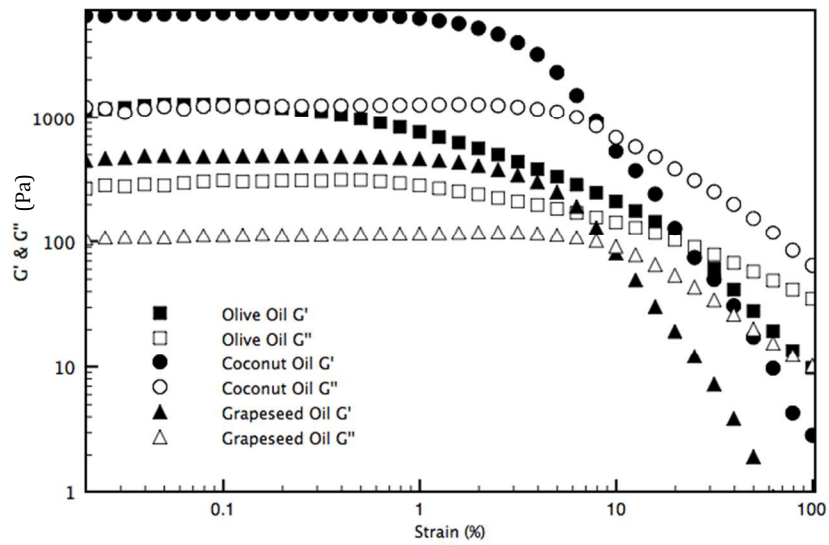 1000
100
10
1
G' & G" (Pa)
Olive Oil G'
Olive Oil G"
Coconut Oil G'
Coconut Oil G"
Grapeseed Oil G'
Grapeseed Oil G"
0.1 1 10 100
Strain (%)